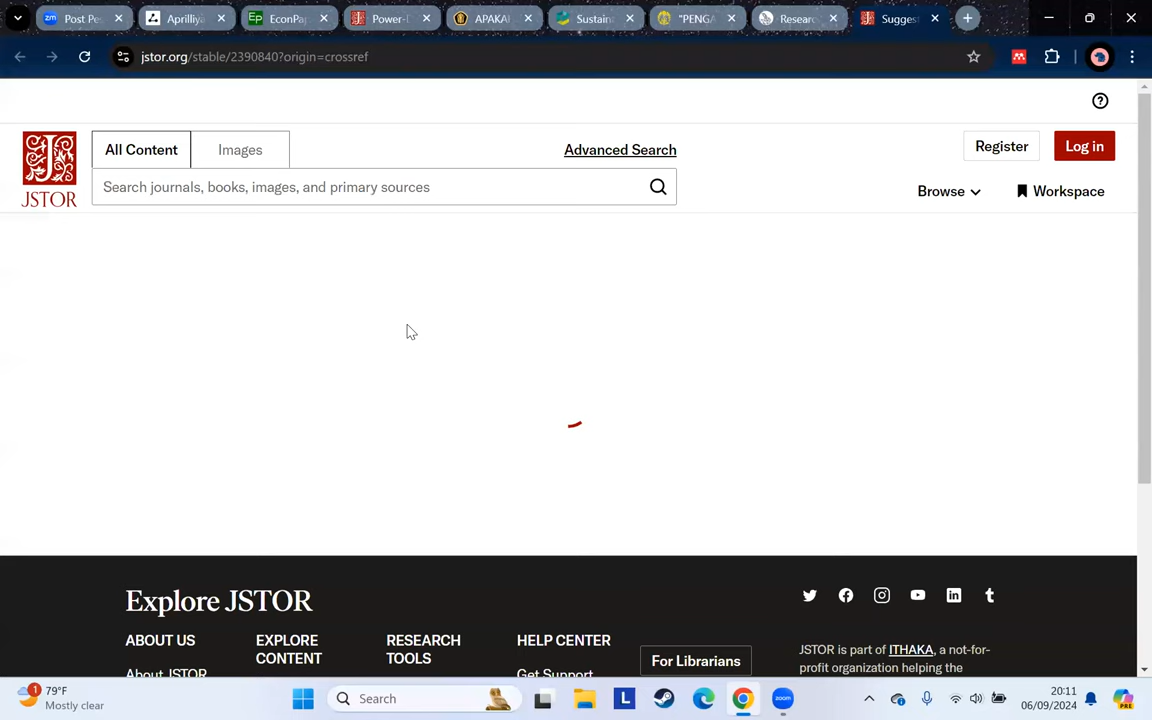 Post Pe
Aprilliya
EconPap
Power-D
APAKAH
Sustain
"PENGA
Researc
Suggest
jstor.org/stable/2390840?origin=crossref
All Content
Images
Advanced Search
Register
Log in
JSTOR
Search journals, books, images, and primary sources
Browse
Workspace
Explore JSTOR
ABOUT US
EXPLORE CONTENT
RESEARCH TOOLS
HELP CENTER
About JSTOR
Get Support
For Librarians
JSTOR is part of ITHAKA, a not-for-
profit organization helping the
79°F
Mostly clear
Search
20:11
06/09/2024